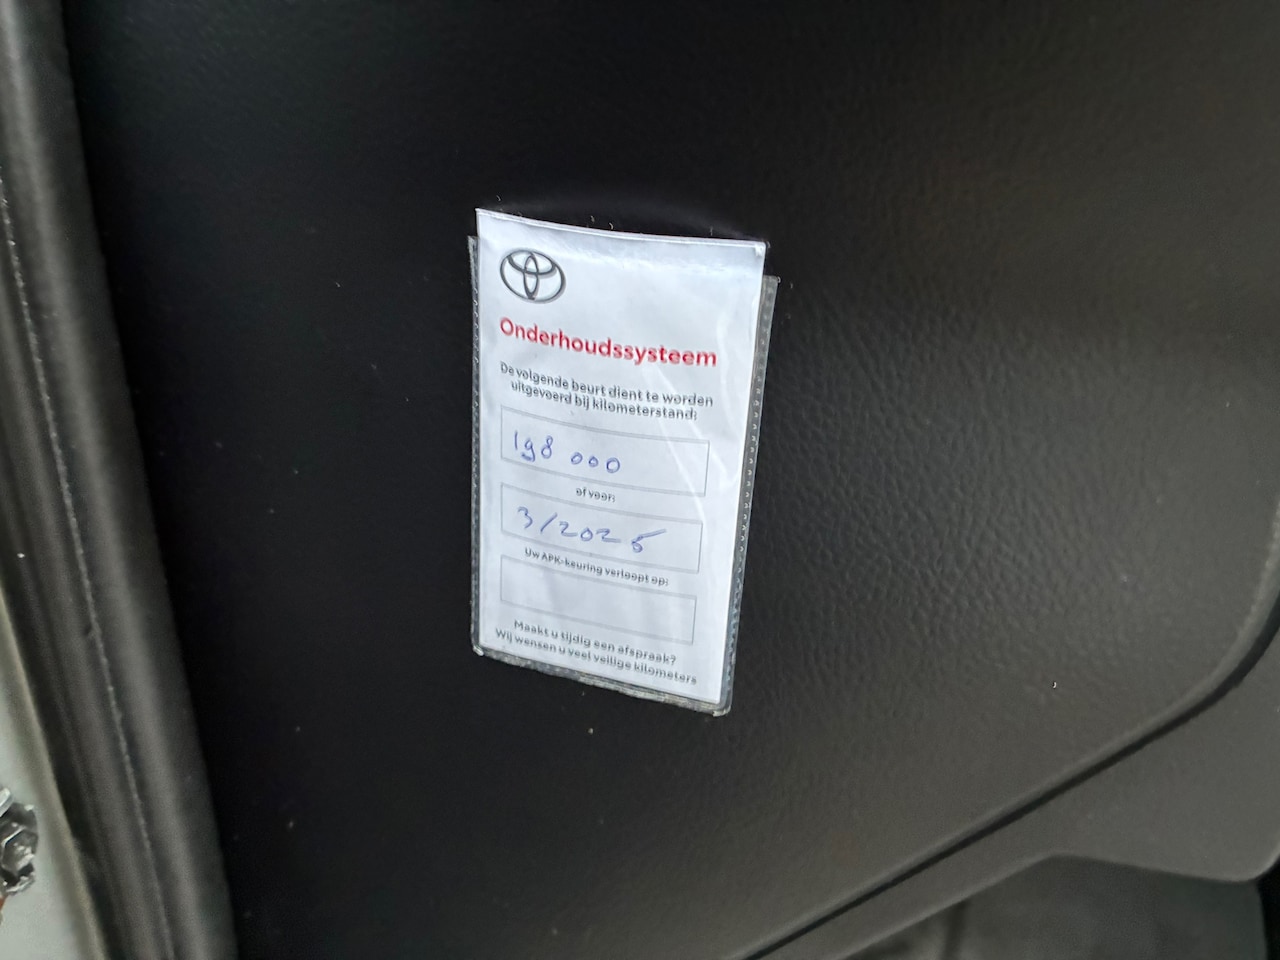 Onderhoudssysteem
De volgende beurt dient te worden
uitgevoerd bij kilometerstand:
198 000
of voor:
3/2025
Uw APK-keuring verloopt op:
Maakt u tijdig een afspraak?
Wij wensen u veel veilige kilometers